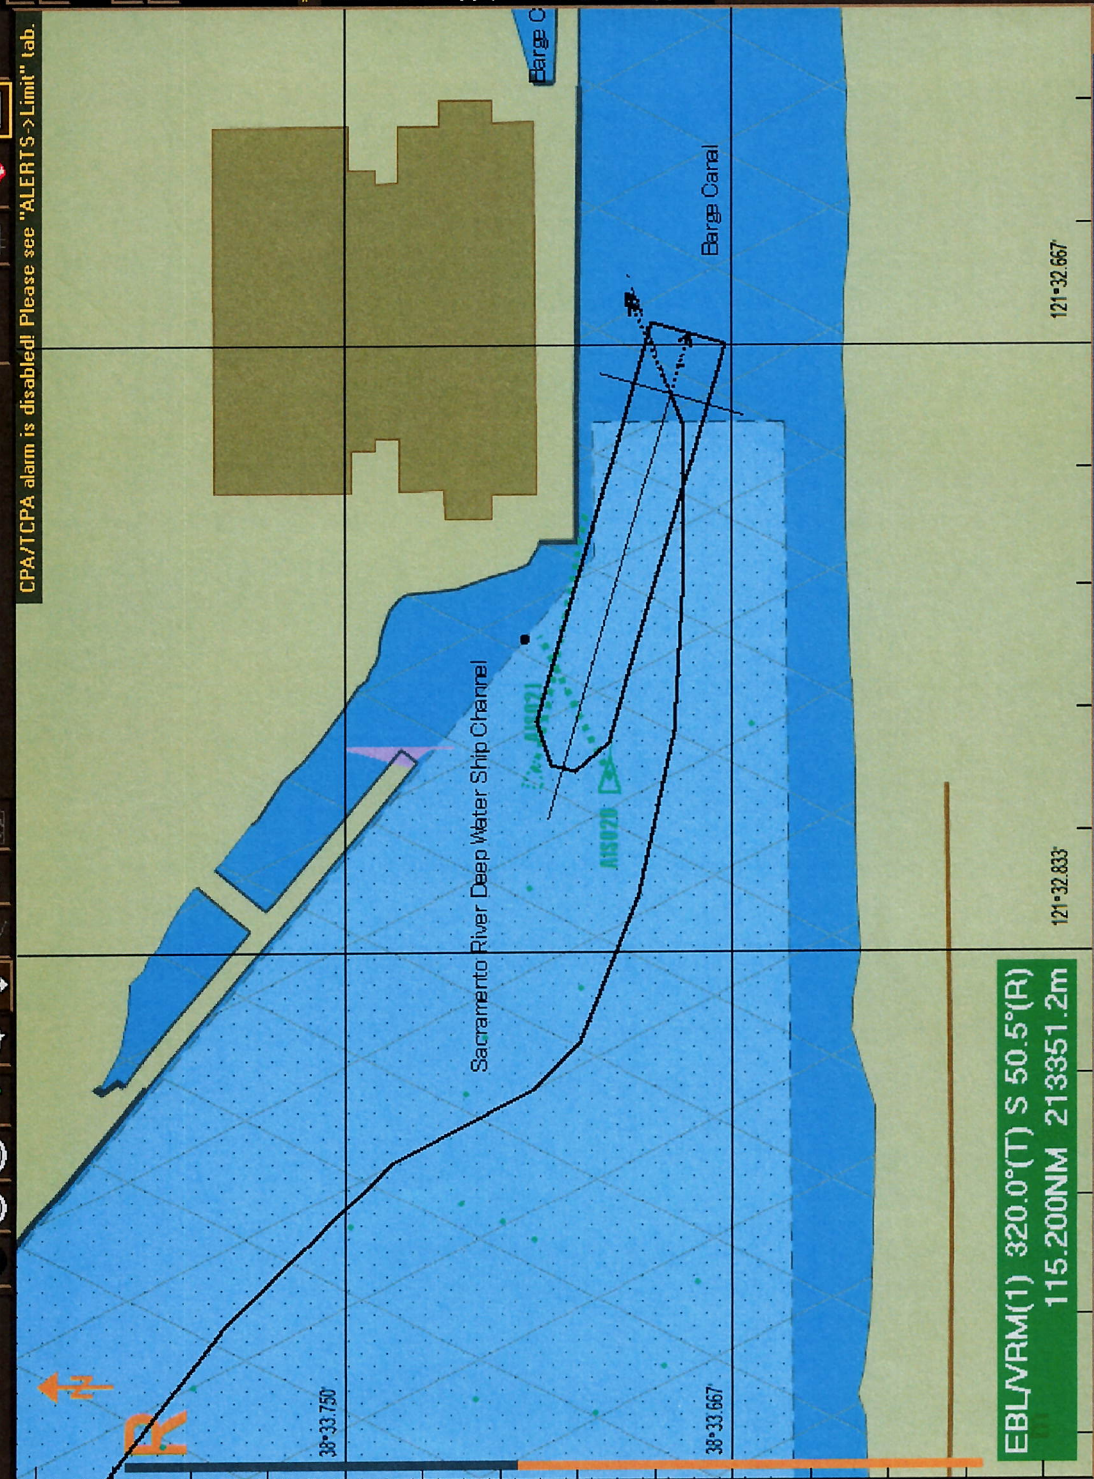 CPA/TCPA alarm is disabled! Please see "ALERTS->Limit" tab.
R
N
38°33.750'
38°33.667'
Barge C
Barge Canal
Sacramento River Deep Water Ship Channel
AIS021
AIS020
121°32.833'
121°32.667'
EBL/VRM(1) 320.0°(T) S 50.5°(R)
115.200NM 213351.2m